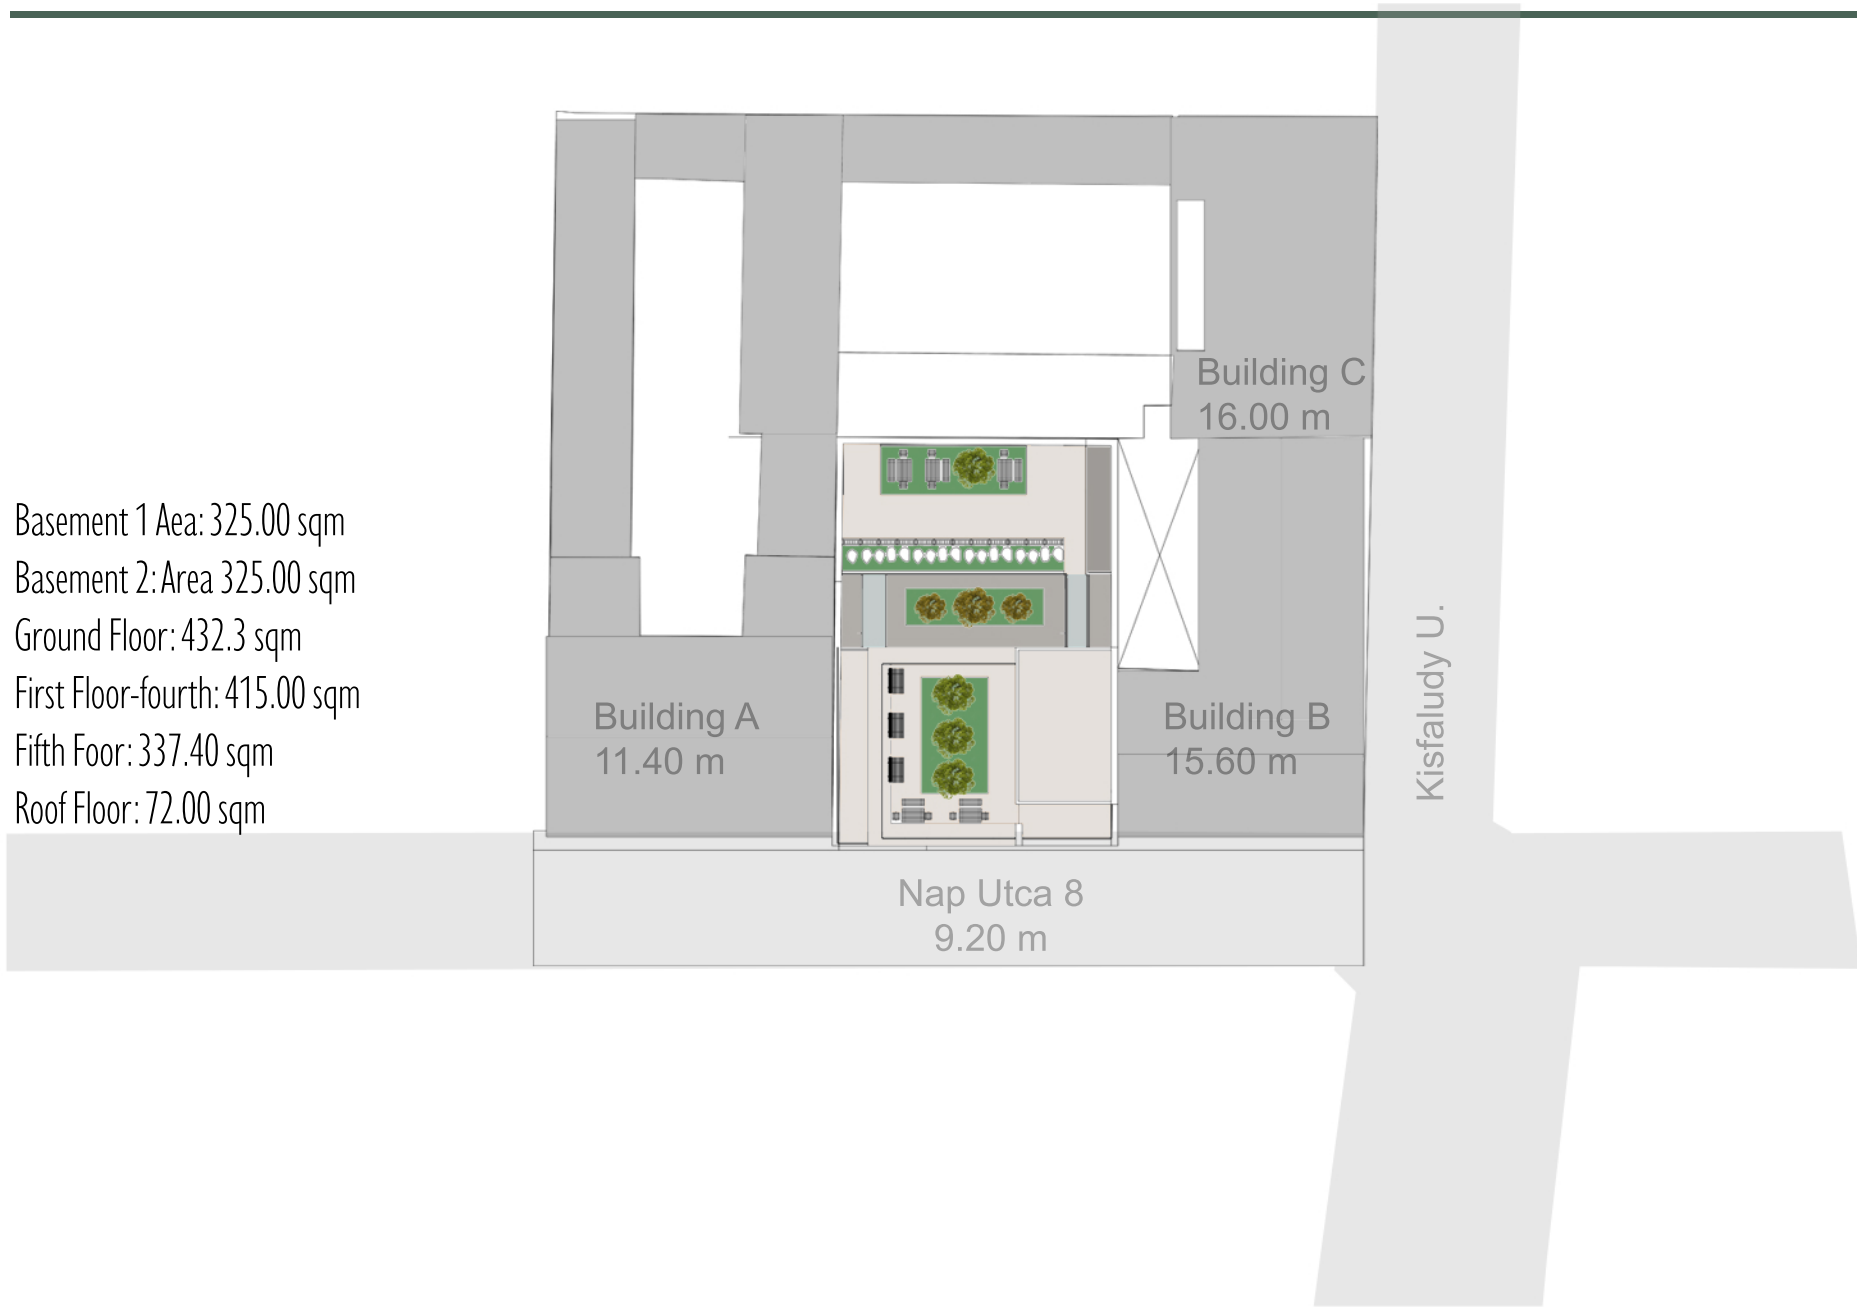 Basement 1 Aea: 325.00 sqm
Basement 2: Area 325.00 sqm
Ground Floor: 432.3 sqm
First Floor-fourth: 415.00 sqm
Fifth Foor: 337.40 sqm
Roof Floor: 72.00 sqm
Building C
16.00 m
Building A
11.40 m
Building B
15.60 m
Kisfaludy U.
Nap Utca 8
9.20 m